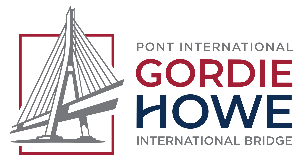 PONT INTERNATIONAL
GORDIE
HOWE
INTERNATIONAL BRIDGE